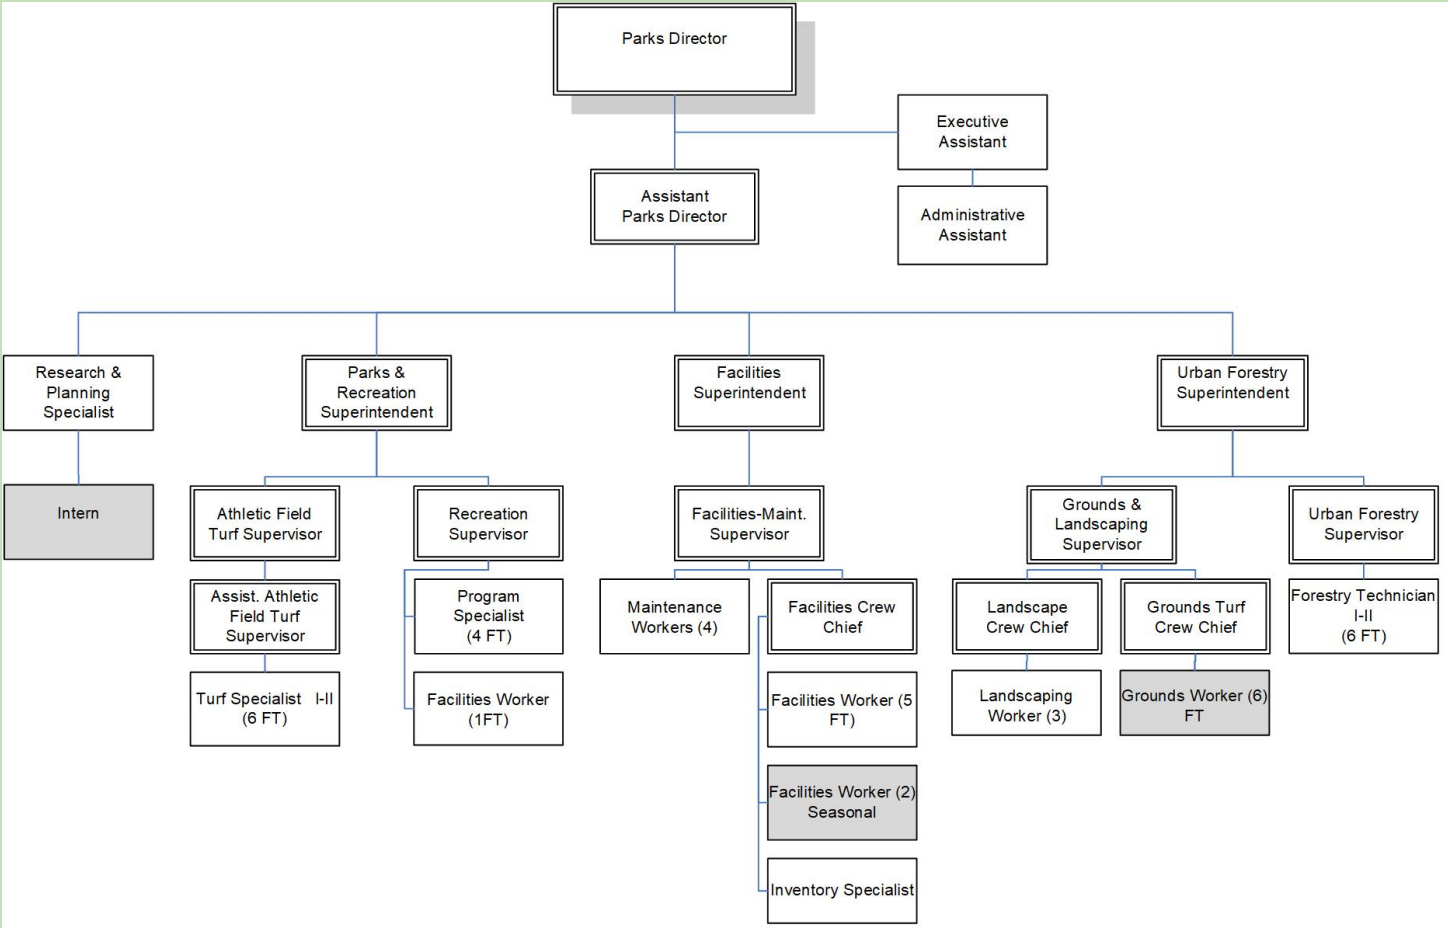 Parks Director
Executive
Assistant
Assistant
Parks Director
Administrative
Assistant
Research &
Planning
Specialist
Parks &
Recreation
Superintendent
Facilities
Superintendent
Urban Forestry
Superintendent
Intern
Athletic Field
Turf Supervisor
Recreation
Supervisor
Facilities-Maint.
Supervisor
Grounds &
Landscaping
Supervisor
Urban Forestry
Supervisor
Assist. Athletic
Field Turf
Supervisor
Program
Specialist
(4 FT)
Maintenance
Workers (4)
Facilities Crew
Chief
Landscape
Crew Chief
Grounds Turf
Crew Chief
Forestry Technician
I-II
(6 FT)
Turf Specialist I-II
(6 FT)
Facilities Worker
(1FT)
Facilities Worker (5
FT)
Landscaping
Worker (3)
Grounds Worker (6)
FT
Facilities Worker (2)
Seasonal
Inventory Specialist